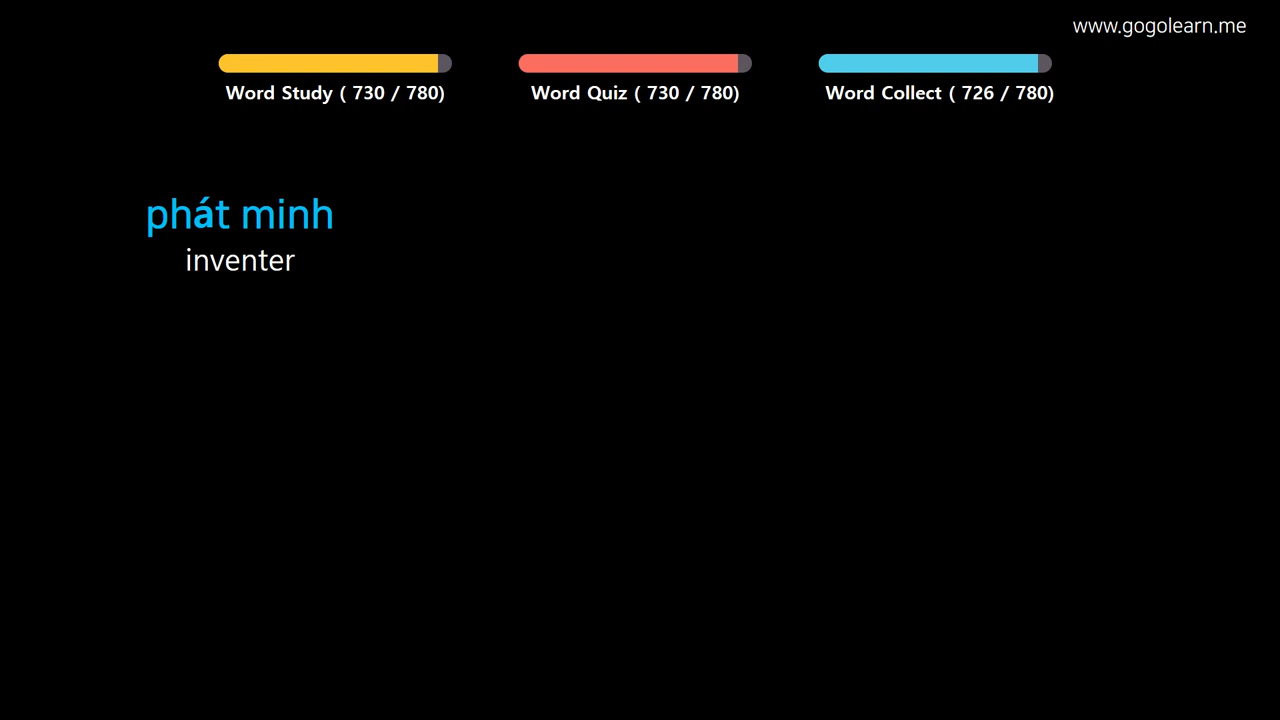 www.gogolearn.me
Word Study ( 730 / 780)
Word Quiz ( 730 / 780)
Word Collect ( 726 / 780)
phát minh
inventer